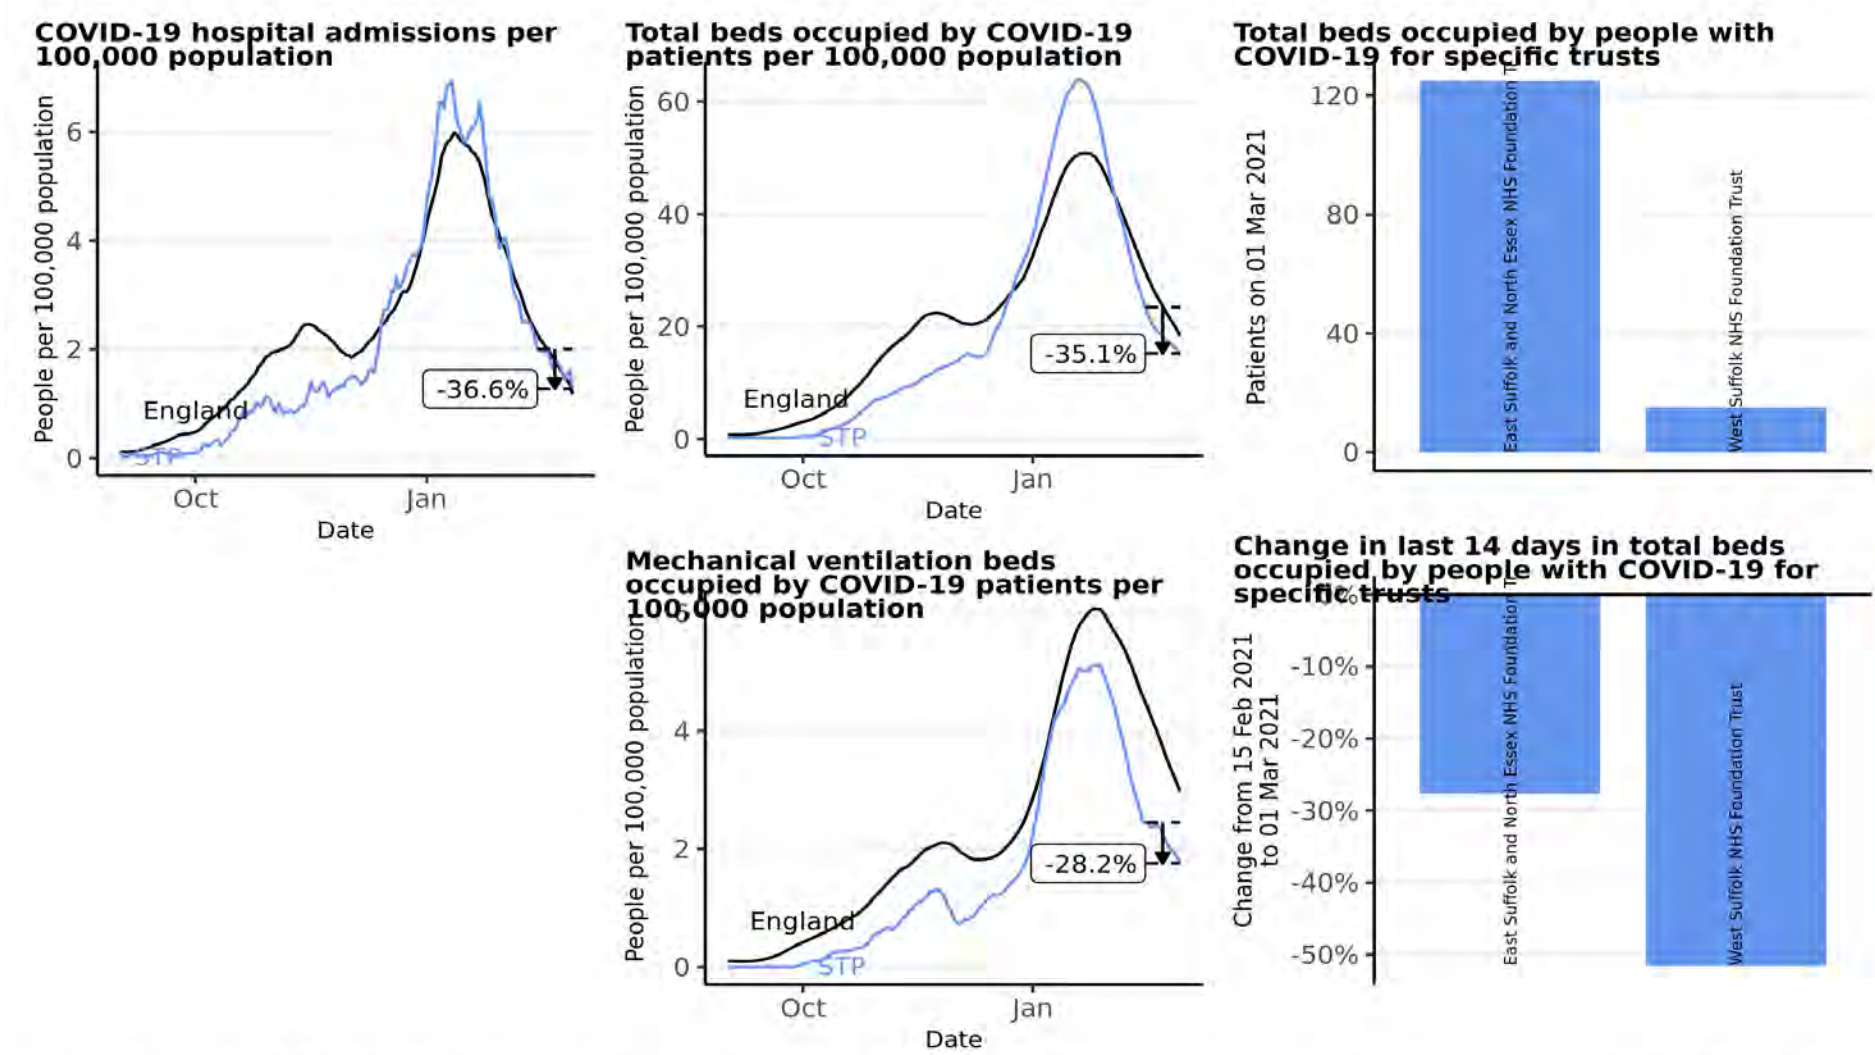 COVID-19 hospital admissions per
100,000 population
People per 100,000 population
6
4
2
0
England
STP
-36.6%
Oct
Jan
Date
Total beds occupied by COVID-19
patients per 100,000 population
People per 100,000 population
60
40
20
0
England
STP
-35.1%
Oct
Jan
Date
Total beds occupied by people with
COVID-19 for specific trusts
Patients on 01 Mar 2021
120
80
40
0
East Suffolk and North Essex NHS Foundation
West Suffolk NHS Foundation Trust
Mechanical ventilation beds
occupied by COVID-19 patients per
100,000 population
People per 100,000 population
4
2
0
England
STP
-28.2%
Oct
Jan
Date
Change in last 14 days in total beds
occupied by people with COVID-19 for
specific trusts
Change from 15 Feb 2021
to 01 Mar 2021
-10%
-20%
-30%
-40%
-50%
East Suffolk and North Essex NHS Foundation
West Suffolk NHS Foundation Trust